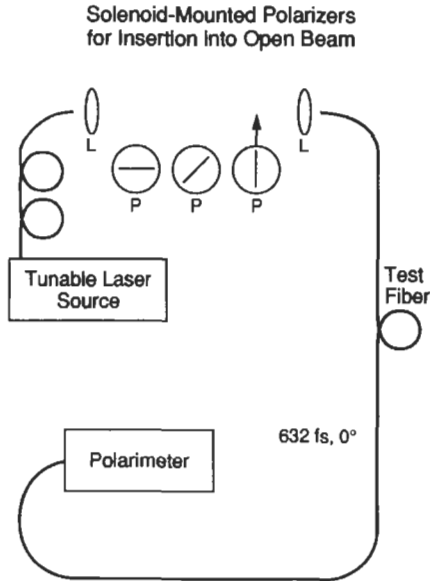 Solenoid-Mounted Polarizers
for Insertion Into Open Beam
L
L
P
P
P
Tunable Laser
Source
Test
Fiber
632 fs, 0°
Polarimeter